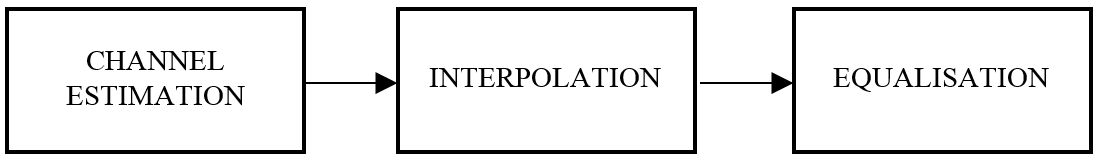 CHANNEL
ESTIMATION
INTERPOLATION
EQUALISATION